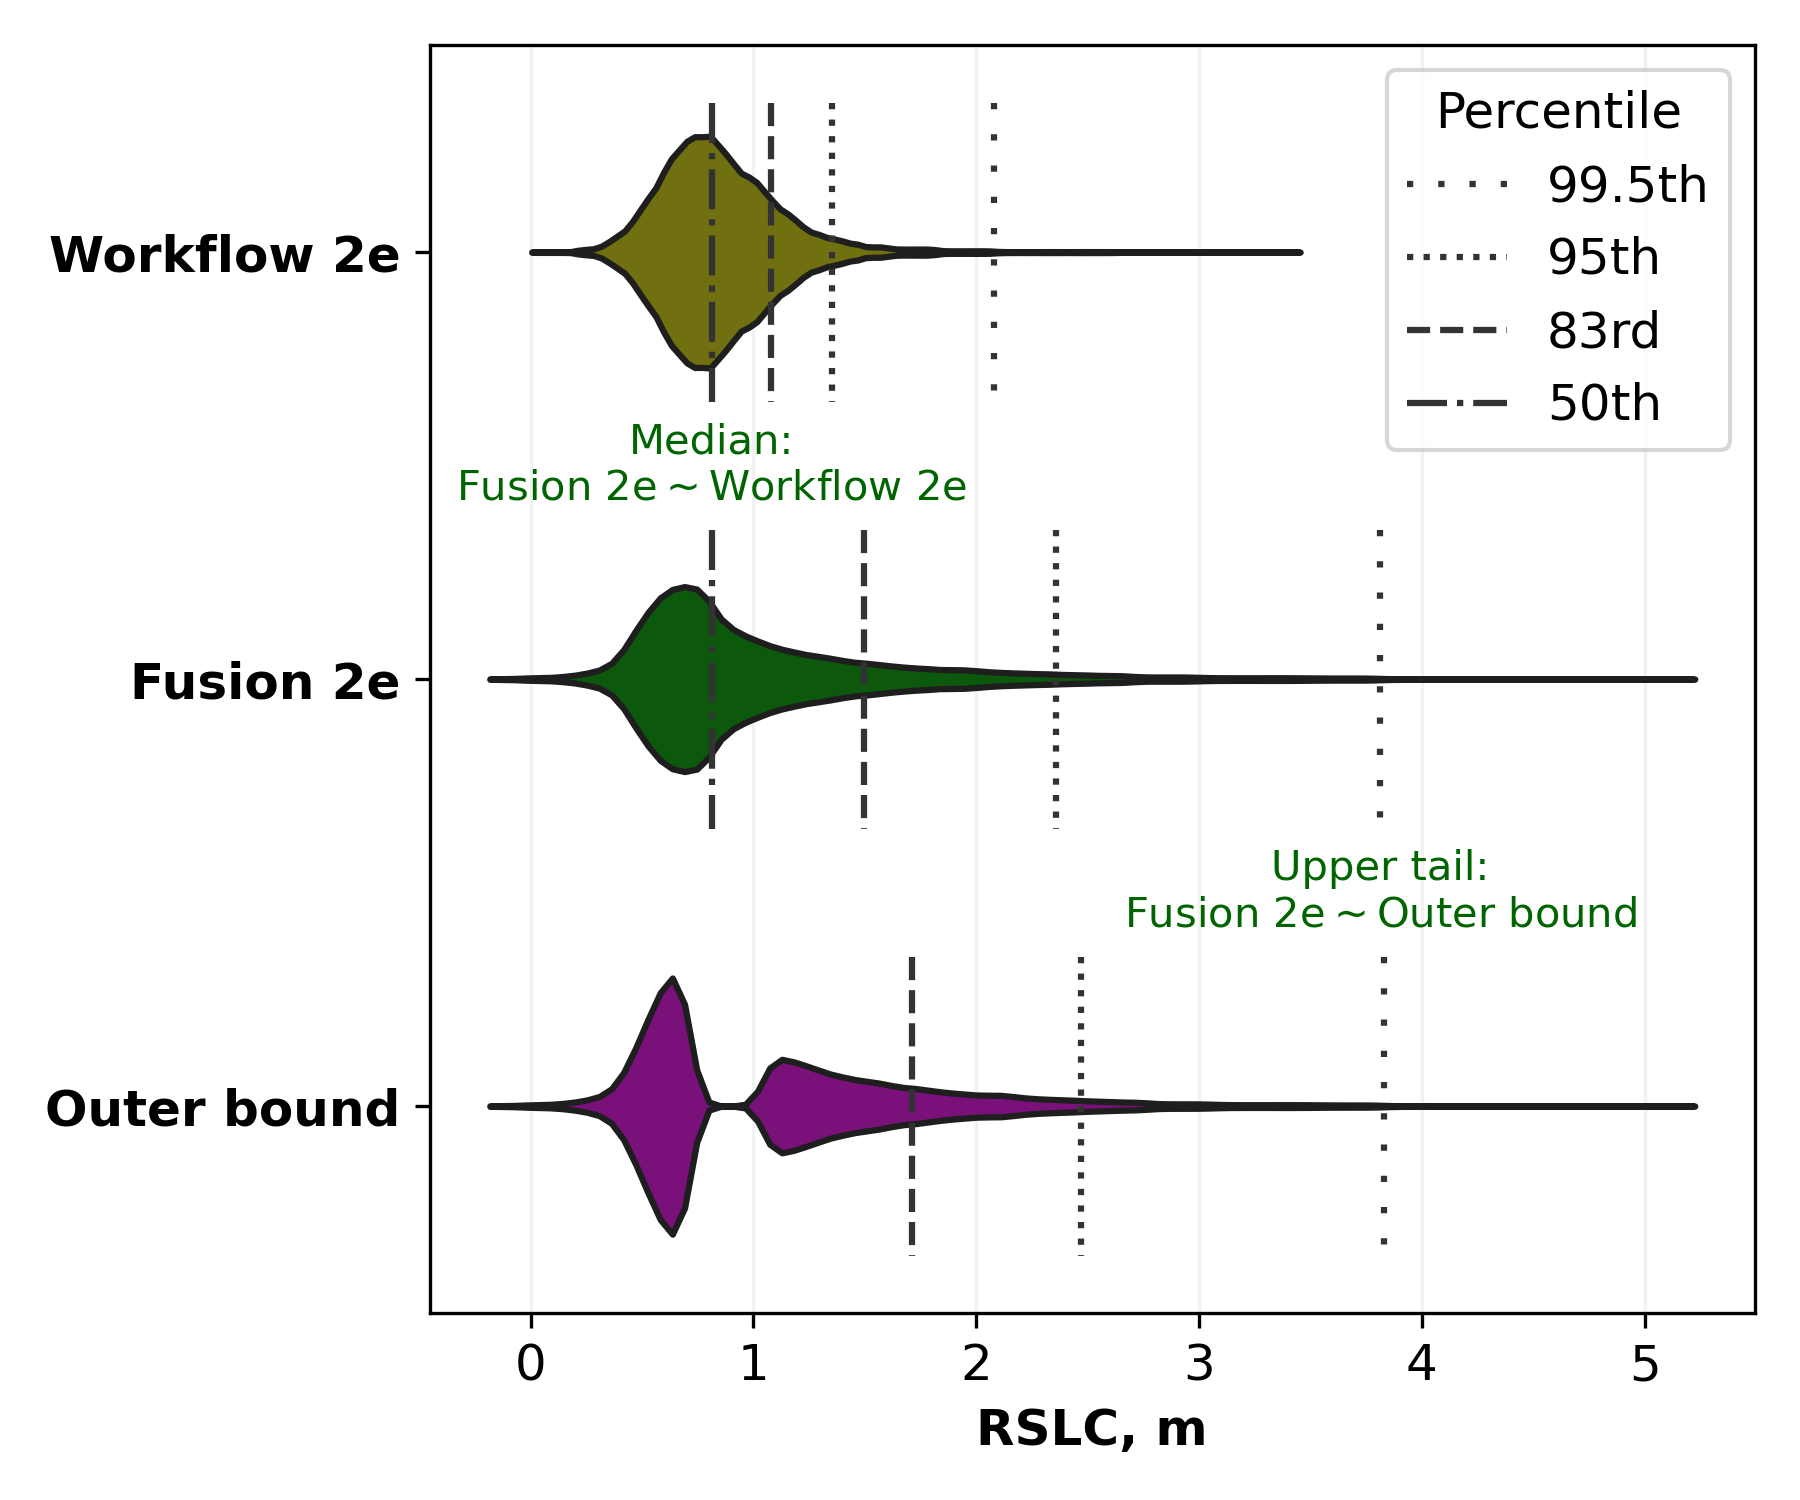 Percentile
99.5th
95th
83rd
50th
Workflow 2e
Median:
Fusion 2e ~ Workflow 2e
Fusion 2e
Upper tail:
Fusion 2e ~ Outer bound
Outer bound
0 1 2 3 4 5
RSLC, m